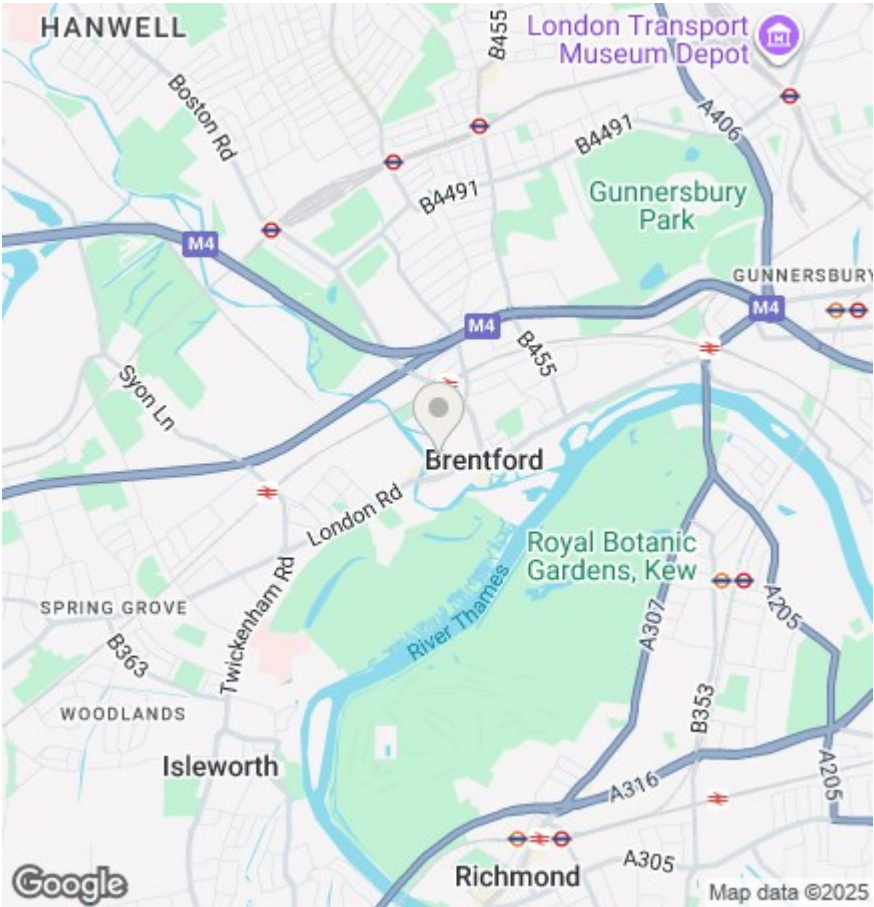 HANWELL
B455
London Transport
Museum Depot
Boston Rd
A406
B4491
B4491
Gunnersbury
Park
M4
GUNNERSBURY
M4
M4
B455
Syon Ln
Brentford
London Rd
Royal Botanic
Gardens, Kew
River Thames
A307
A205
SPRING GROVE
B363
Twickenham Rd
B353
WOODLANDS
Isleworth
A316
A205
A305
Richmond
Google
Map data ©2025